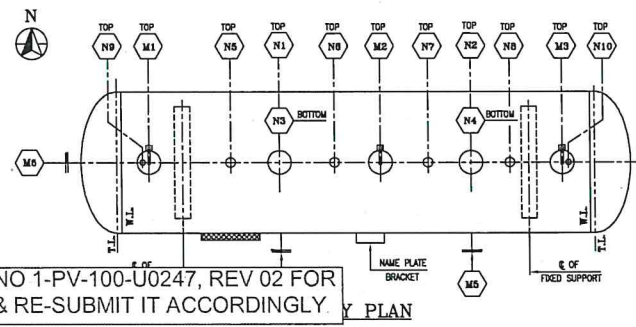 N
TOP TOP TOP TOP TOP TOP TOP TOP TOP TOP
N9 M1 N5 N1 N6 M2 N7 N2 N8 M3 N10
N3 BOTTOM N4 BOTTOM
M6
W.L. W.L.
T.L. T.L.
℄ OF
NAME PLATE
BRACKET
M5
℄ OF
FIXED SUPPORT
NO 1-PV-100-U0247, REV 02 FOR
& RE-SUBMIT IT ACCORDINGLY
Y PLAN